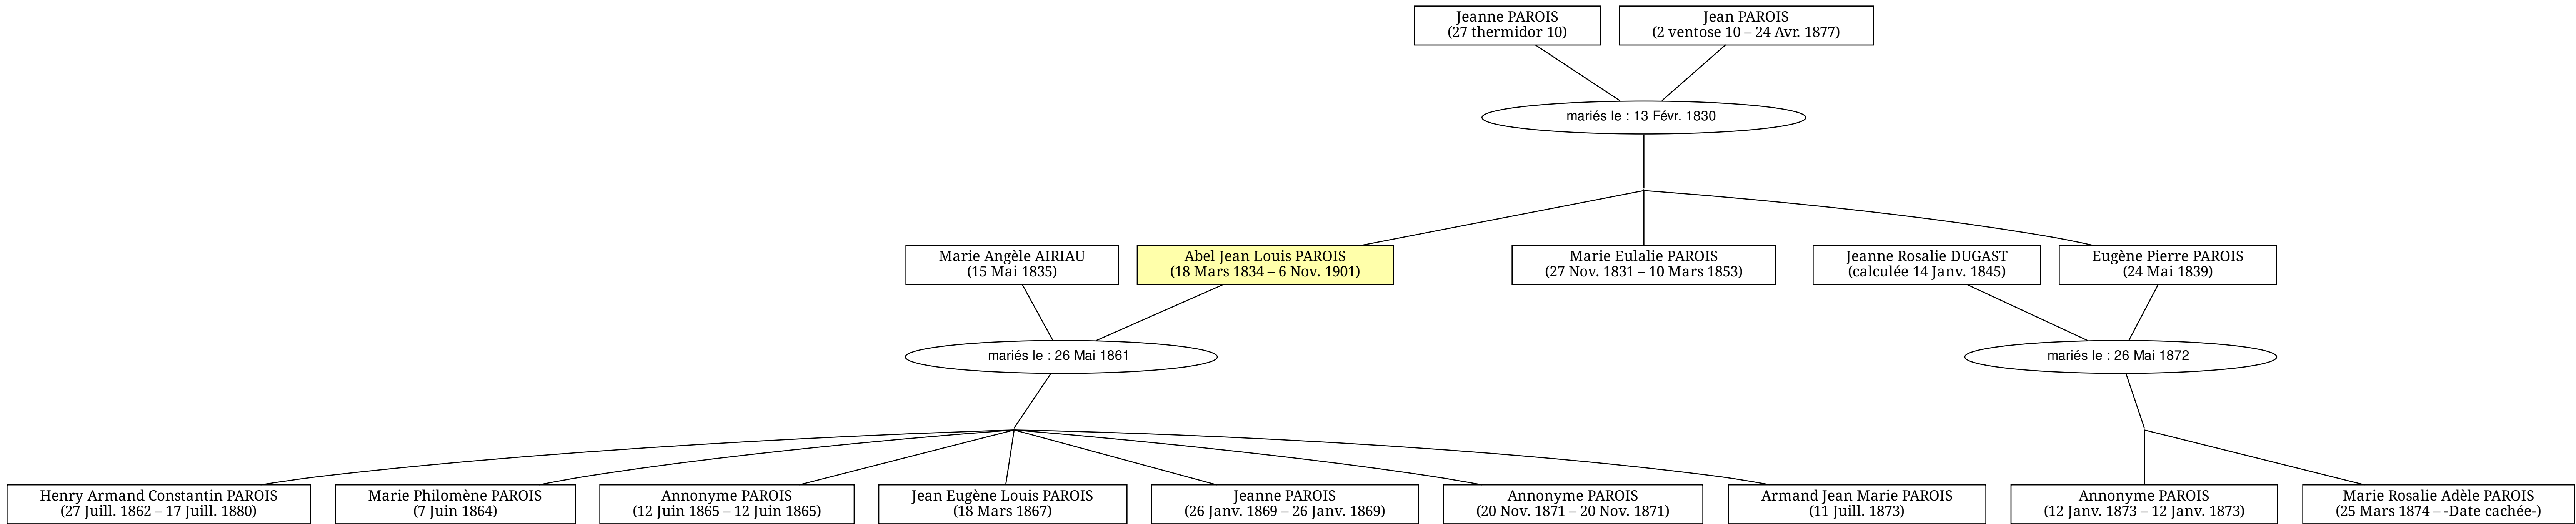 Jeanne PAROIS
(27 thermidor 10)
Jean PAROIS
(2 ventose 10 – 24 Avr. 1877)
mariés le : 13 Févr. 1830
Marie Angèle AIRIAU
(15 Mai 1835)
Abel Jean Louis PAROIS
(18 Mars 1834 – 6 Nov. 1901)
Marie Eulalie PAROIS
(27 Nov. 1831 – 10 Mars 1853)
Jeanne Rosalie DUGAST
(calculée 14 Janv. 1845)
Eugène Pierre PAROIS
(24 Mai 1839)
mariés le : 26 Mai 1861
mariés le : 26 Mai 1872
Henry Armand Constantin PAROIS
(27 Juill. 1862 – 17 Juill. 1880)
Marie Philomène PAROIS
(7 Juin 1864)
Annonyme PAROIS
(12 Juin 1865 – 12 Juin 1865)
Jean Eugène Louis PAROIS
(18 Mars 1867)
Jeanne PAROIS
(26 Janv. 1869 – 26 Janv. 1869)
Annonyme PAROIS
(20 Nov. 1871 – 20 Nov. 1871)
Armand Jean Marie PAROIS
(11 Juill. 1873)
Annonyme PAROIS
(12 Janv. 1873 – 12 Janv. 1873)
Marie Rosalie Adèle PAROIS
(25 Mars 1874 – -Date cachée-)